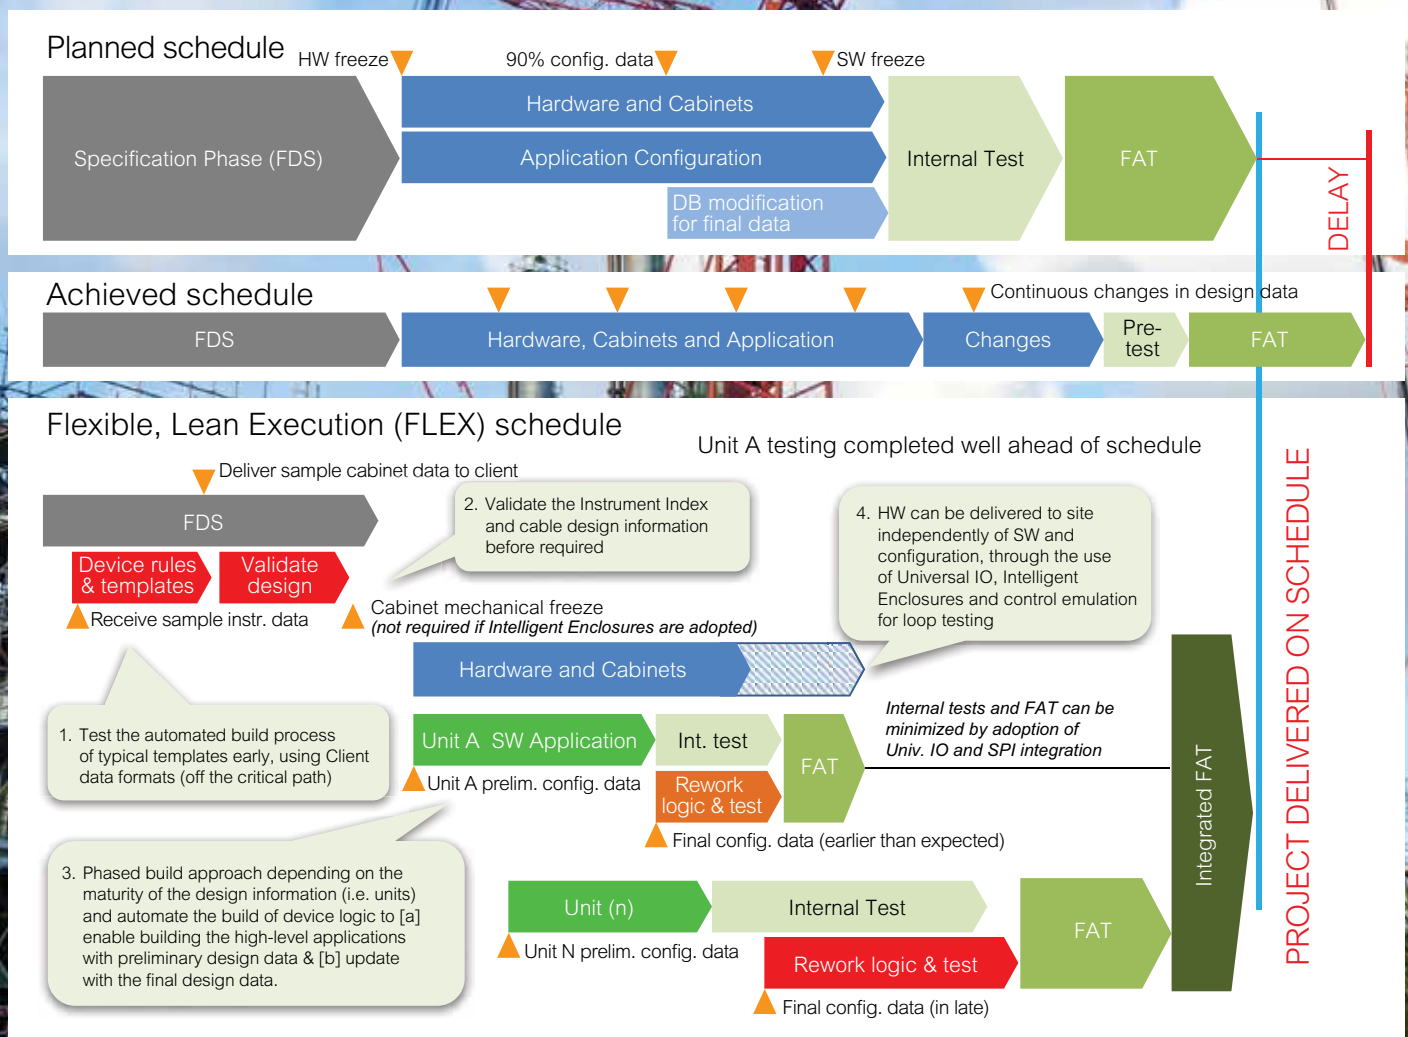 Planned schedule
HW freeze
90% config. data
SW freeze
Hardware and Cabinets
Specification Phase (FDS)
Application Configuration
Internal Test
FAT
DB modification
for final data
DELAY
Achieved schedule
Continuous changes in design data
FDS
Hardware, Cabinets and Application
Changes
Pre-
test
FAT
Flexible, Lean Execution (FLEX) schedule
Unit A testing completed well ahead of schedule
Deliver sample cabinet data to client
FDS
Device rules
& templates
Validate
design
Receive sample instr. data
2. Validate the Instrument Index
and cable design information
before required
4. HW can be delivered to site
independently of SW and
configuration, through the use
of Universal IO, Intelligent
Enclosures and control emulation
for loop testing
Cabinet mechanical freeze
(not required if Intelligent Enclosures are adopted)
Hardware and Cabinets
1. Test the automated build process
of typical templates early, using Client
data formats (off the critical path)
Unit A SW Application
Int. test
FAT
Unit A prelim. config. data
Rework
logic & test
Final config. data (earlier than expected)
Internal tests and FAT can be
minimized by adoption of
Univ. IO and SPI integration
3. Phased build approach depending on the
maturity of the design information (i.e. units)
and automate the build of device logic to [a]
enable building the high-level applications
with preliminary design data & [b] update
with the final design data.
Unit (n)
Internal Test
FAT
Unit N prelim. config. data
Rework logic & test
Final config. data (in late)
Integrated FAT
PROJECT DELIVERED ON SCHEDULE